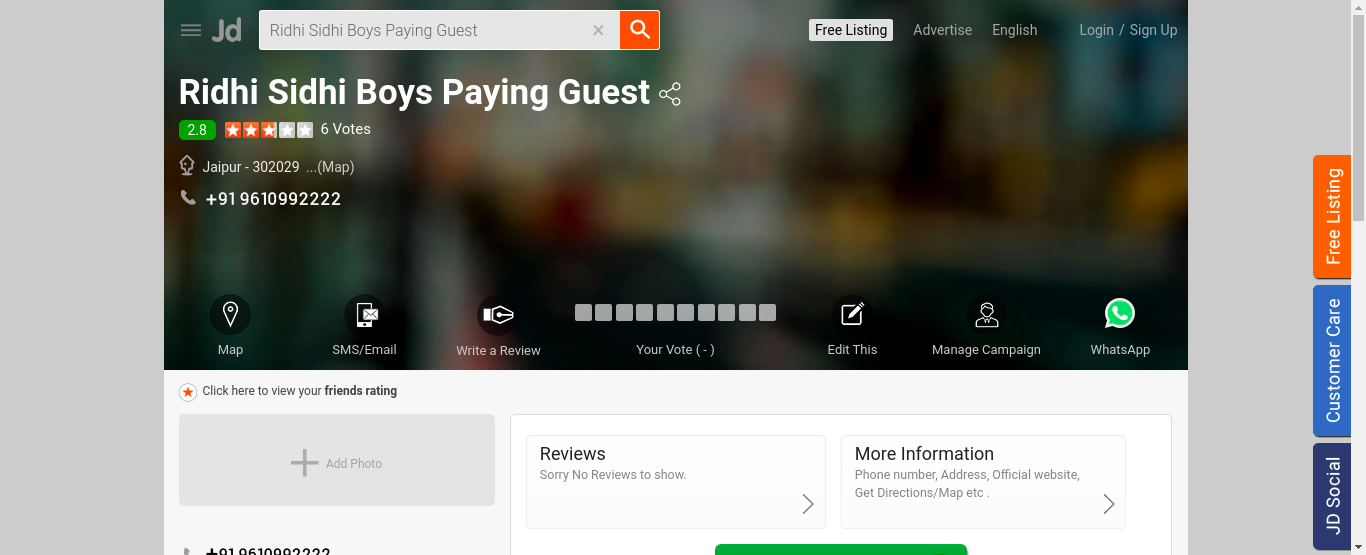 Jd
Ridhi Sidhi Boys Paying Guest ×
Free Listing Advertise English Login / Sign Up
Ridhi Sidhi Boys Paying Guest
2.8 6 Votes
Jaipur - 302029 ...(Map)
+91 9610992222
Map SMS/Email Write a Review Your Vote ( - ) Edit This Manage Campaign WhatsApp
Click here to view your friends rating
Add Photo
Reviews
Sorry No Reviews to show.
More Information
Phone number, Address, Official website,
Get Directions/Map etc .
+91 9610992222
Free Listing
Customer Care
JD Social